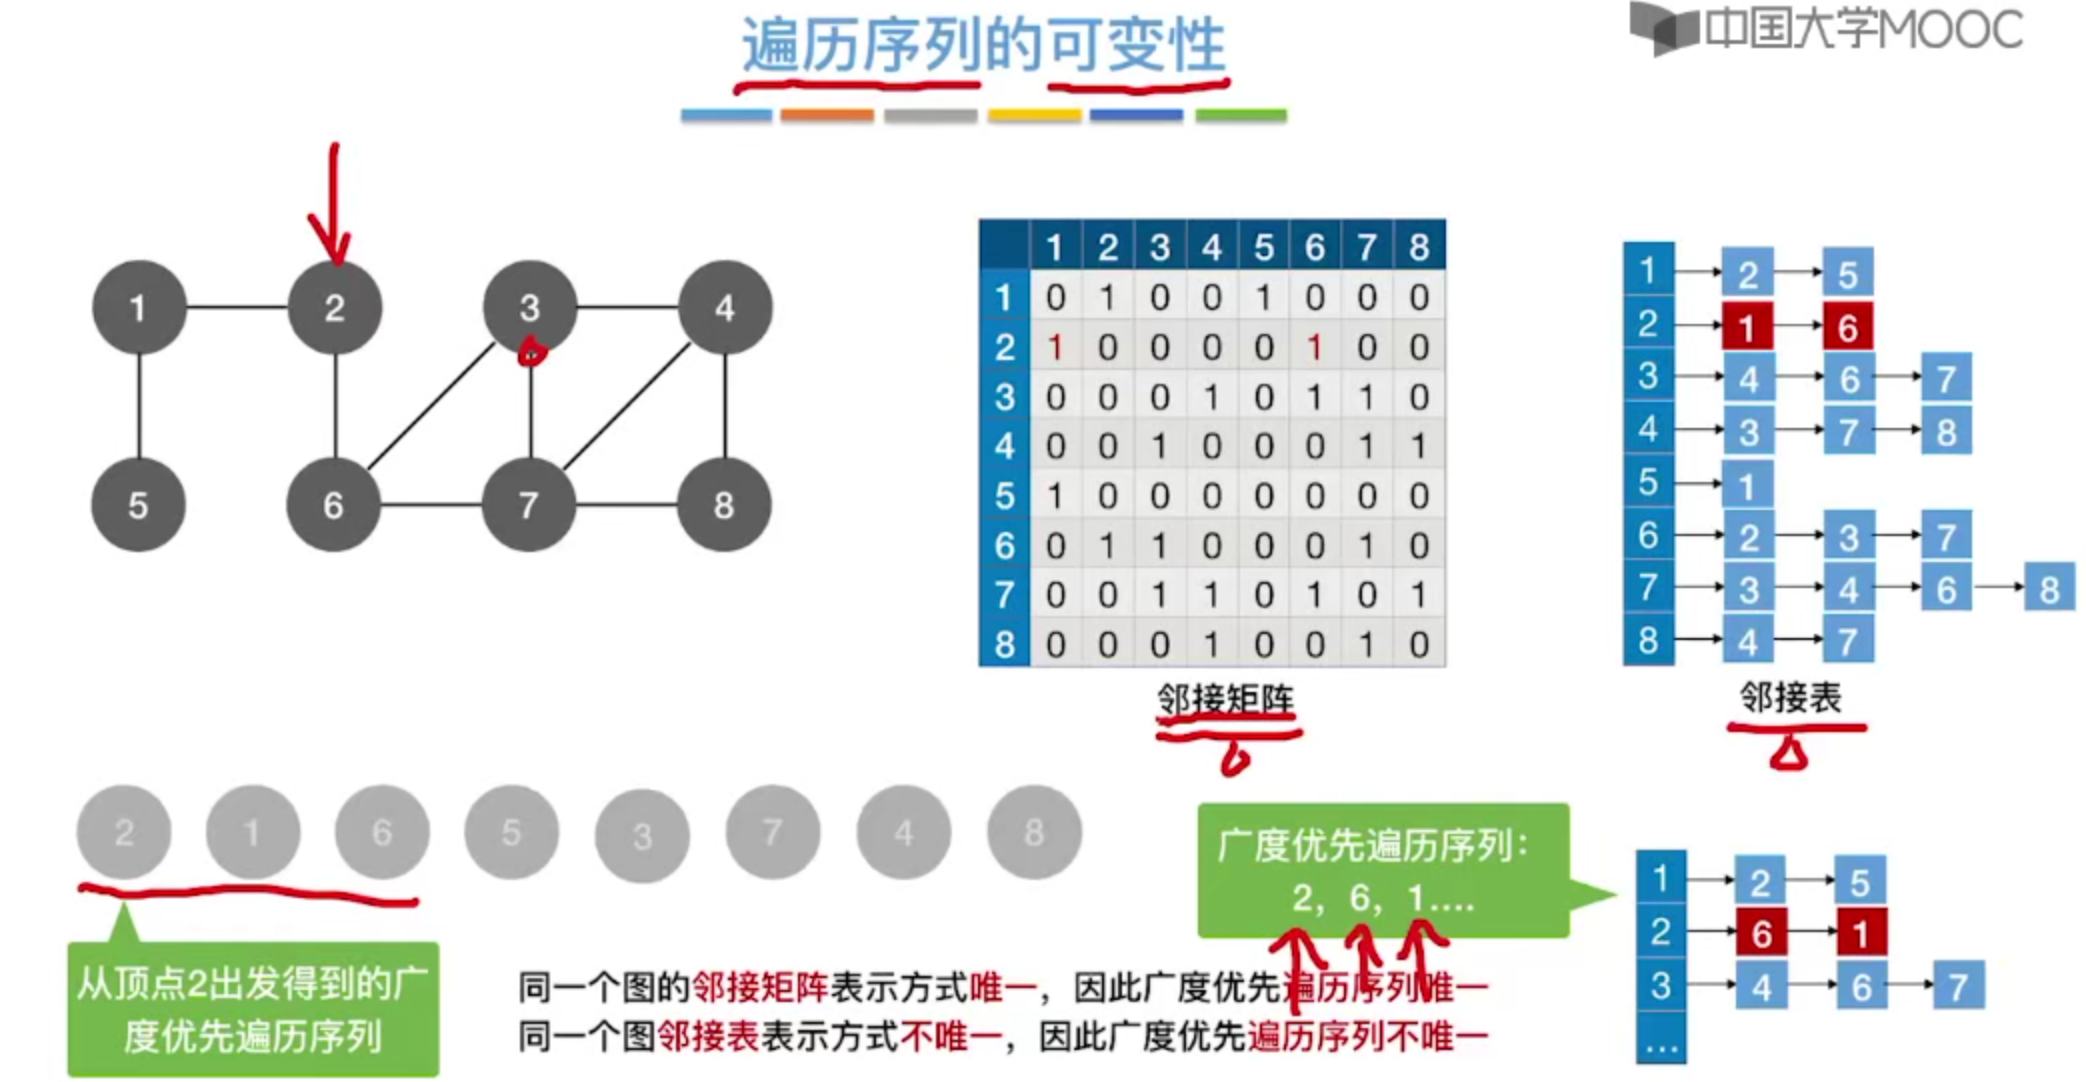 遍历序列的可变性
中国大学MOOC
1 2 3 4
5 6 7 8
1 2 3 4 5 6 7 8
1 0 1 0 0 1 0 0 0
2 1 0 0 0 0 1 0 0
3 0 0 0 1 0 1 1 0
4 0 0 1 0 0 0 1 1
5 1 0 0 0 0 0 0 0
6 0 1 1 0 0 0 1 0
7 0 0 1 1 0 1 0 1
8 0 0 0 1 0 0 1 0
邻接矩阵
1 2 5
2 1 6
3 4 6 7
4 3 7 8
5 1
6 2 3 7
7 3 4 6 8
8 4 7
邻接表
2 1 6 5 3 7 4 8
从顶点2出发得到的广
度优先遍历序列
广度优先遍历序列：
2，6，1....
1 2 5
2 6 1
3 4 6 7
...
同一个图的邻接矩阵表示方式唯一，因此广度优先遍历序列唯一
同一个图邻接表表示方式不唯一，因此广度优先遍历序列不唯一